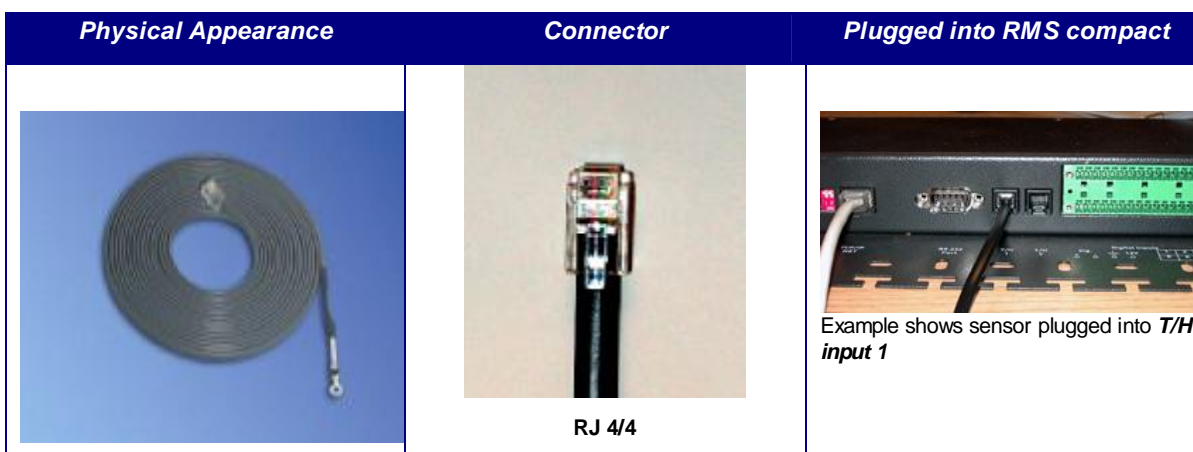 Physical Appearance
Connector
Plugged into RMS compact
Example shows sensor plugged into T/H
input 1
RJ 4/4